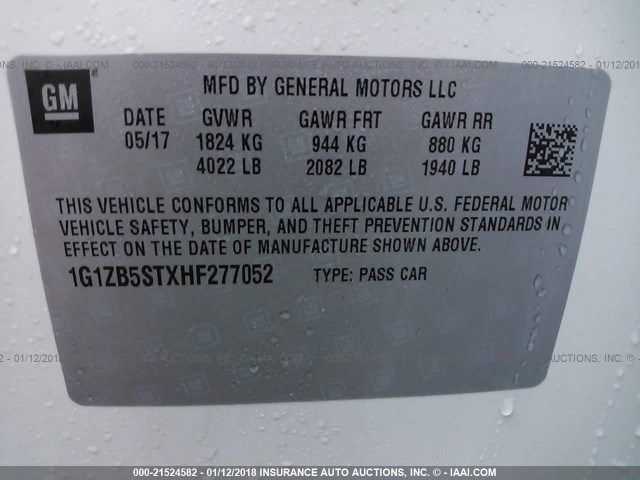 GM
MFD BY GENERAL MOTORS LLC
DATE GVWR GAWR FRT GAWR RR
05/17 1824 KG 944 KG 880 KG
4022 LB 2082 LB 1940 LB
THIS VEHICLE CONFORMS TO ALL APPLICABLE U.S. FEDERAL MOTOR
VEHICLE SAFETY, BUMPER, AND THEFT PREVENTION STANDARDS IN
EFFECT ON THE DATE OF MANUFACTURE SHOWN ABOVE.
1G1ZB5STXHF277052 TYPE: PASS CAR
000-21524582 - 01/12/2018 INSURANCE AUTO AUCTIONS, INC. - © - IAAI.COM